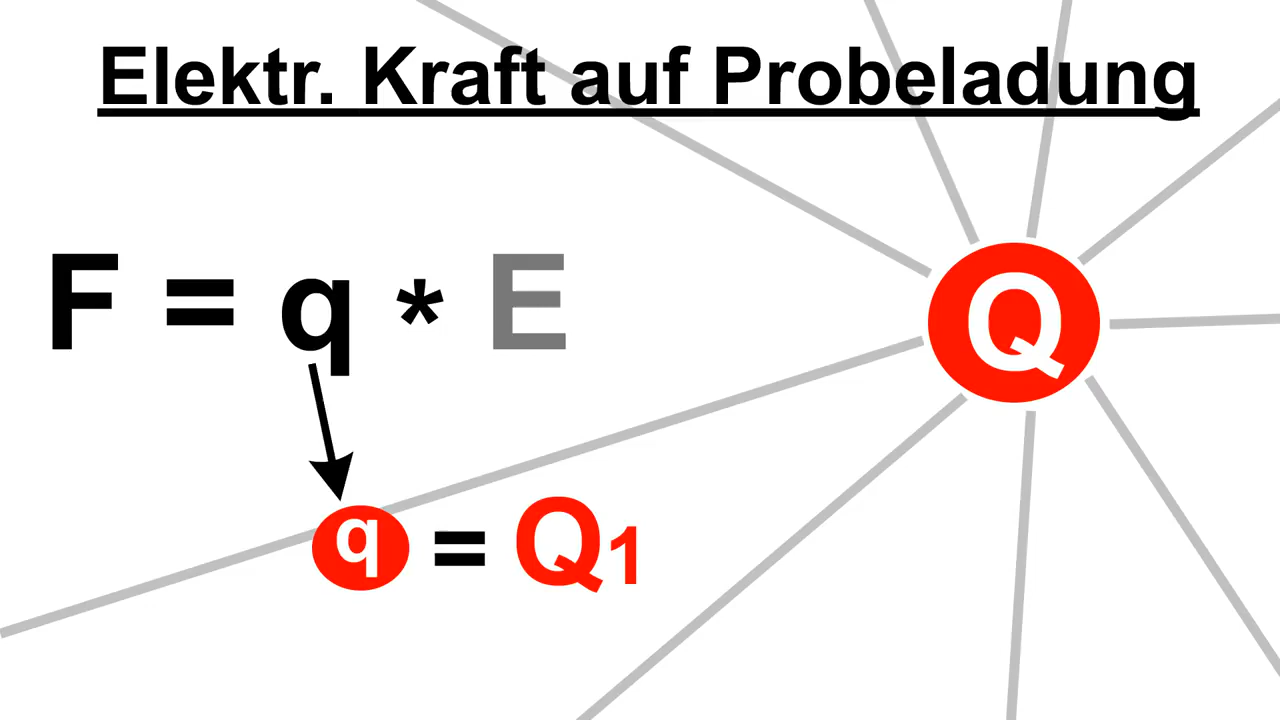 Elektr. Kraft auf Probeladung
F = q * E
Q
q = Q1